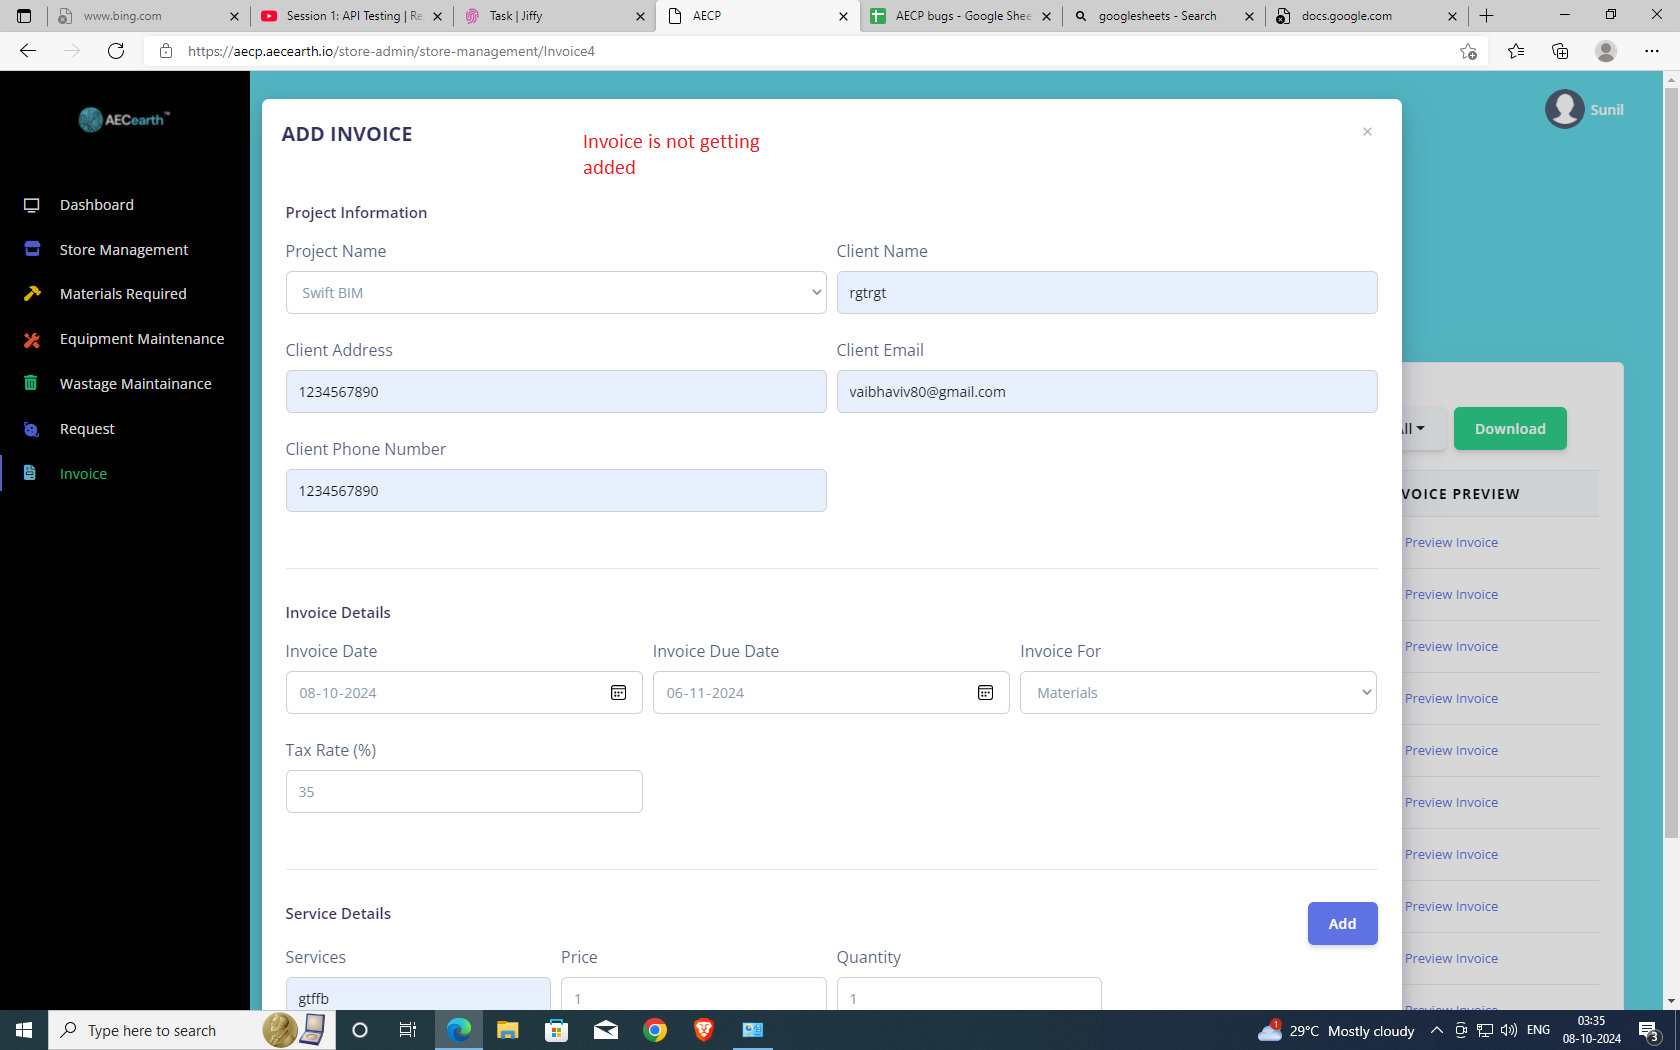 www.bing.com
Session 1: API Testing | Re
Task | Jiffy
AECP
AECP bugs - Google Shee
googlesheets - Search
docs.google.com
https://aecp.aecearth.io/store-admin/store-management/Invoice4
AECearth™
Sunil
ADD INVOICE
Invoice is not getting
added
Dashboard
Store Management
Materials Required
Equipment Maintenance
Wastage Maintainance
Request
Invoice
Project Information
Project Name
Client Name
Swift BIM
rgtrgt
Client Address
Client Email
1234567890
vaibhaviv80@gmail.com
Client Phone Number
1234567890
Download
VOICE PREVIEW
Preview Invoice
Preview Invoice
Preview Invoice
Preview Invoice
Preview Invoice
Preview Invoice
Preview Invoice
Preview Invoice
Preview Invoice
Invoice Details
Invoice Date
Invoice Due Date
Invoice For
08-10-2024
06-11-2024
Materials
Tax Rate (%)
35
Service Details
Add
Services
Price
Quantity
gtffb
1
1
Type here to search
1
29°C Mostly cloudy
ENG
03:35
08-10-2024
3